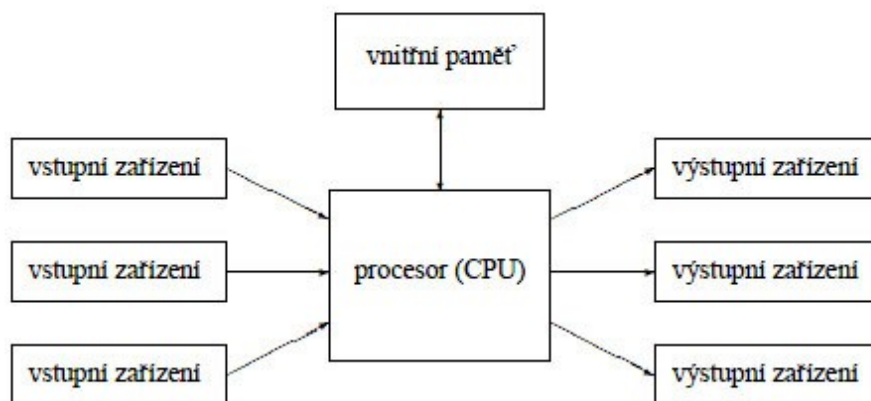 vnitřní paměť
vstupní zařízení
výstupní zařízení
vstupní zařízení
procesor (CPU)
výstupní zařízení
vstupní zařízení
výstupní zařízení